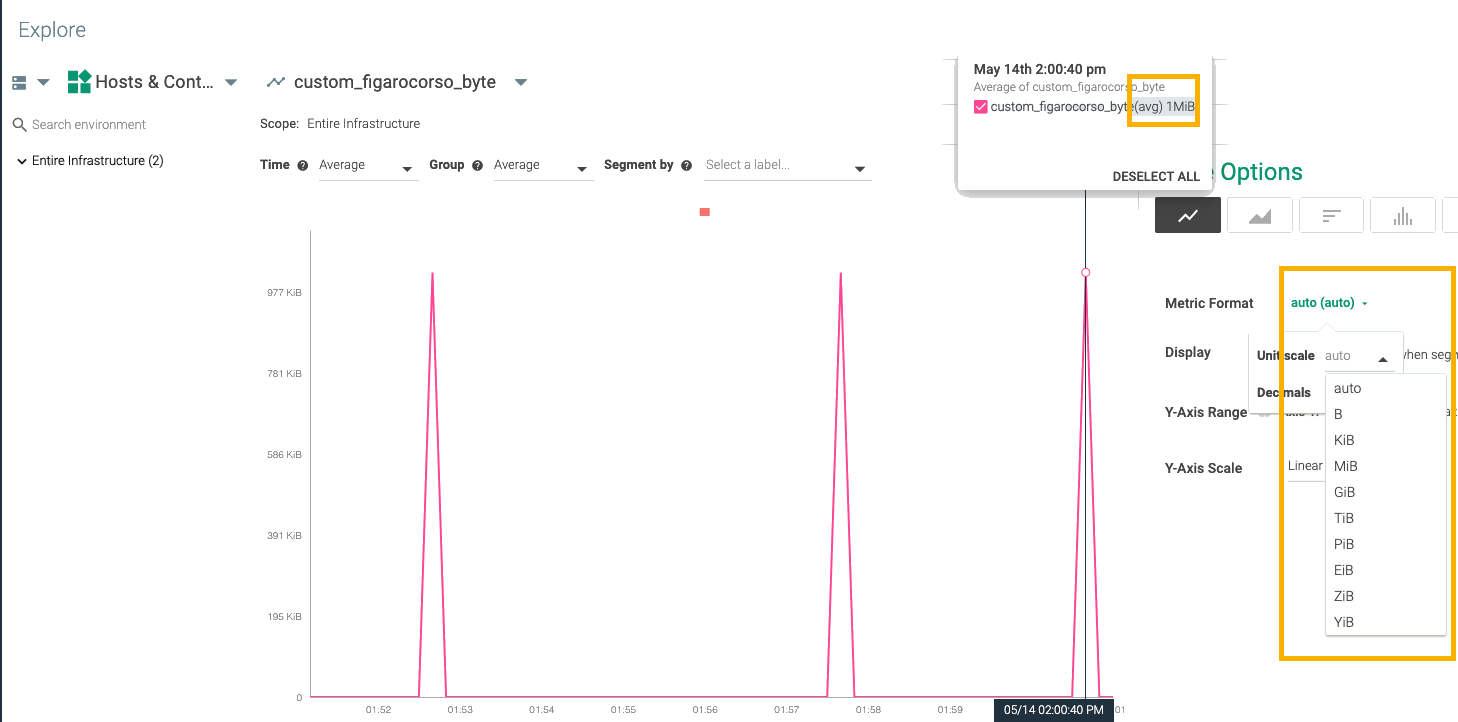 Explore
Hosts & Cont...
custom_figarocorso_byte
Search environment
Entire Infrastructure (2)
Scope: Entire Infrastructure
Time Average
Group Average
Segment by Select a label...
May 14th 2:00:40 pm
Average of custom_figarocorso_byte
custom_figarocorso_byte(avg) 1MiB
DESELECT ALL
Options
977 KiB
781 KiB
586 KiB
391 KiB
195 KiB
0
01:52
01:53
01:54
01:55
01:56
01:57
01:58
01:59
05/14 02:00:40 PM
01
Metric Format auto (auto)
Display
Unit scale auto
when seg
Decimals
Y-Axis Range
Y-Axis Scale Linear
auto
B
KiB
MiB
GiB
TiB
PiB
EiB
ZiB
YiB